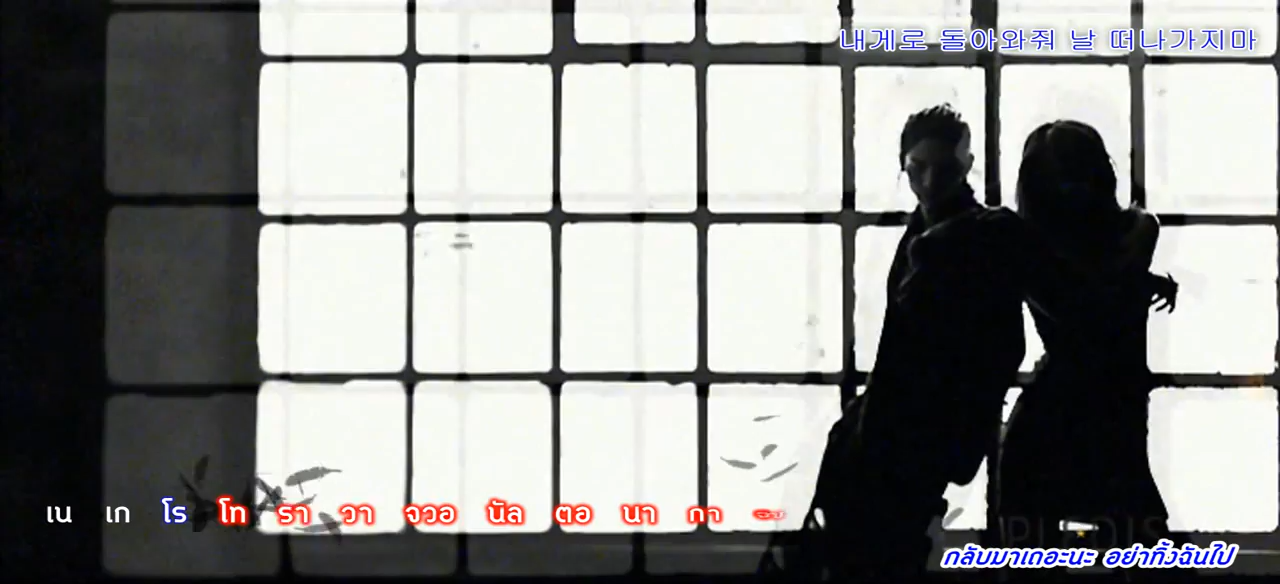 내게로 돌아와줘 날 떠나가지마
เน เก โร โท รา วา จวอ นัล ตอ นา กา ~
PLEDIS
กลับมาเถอะนะ อย่าทิ้งฉันไป